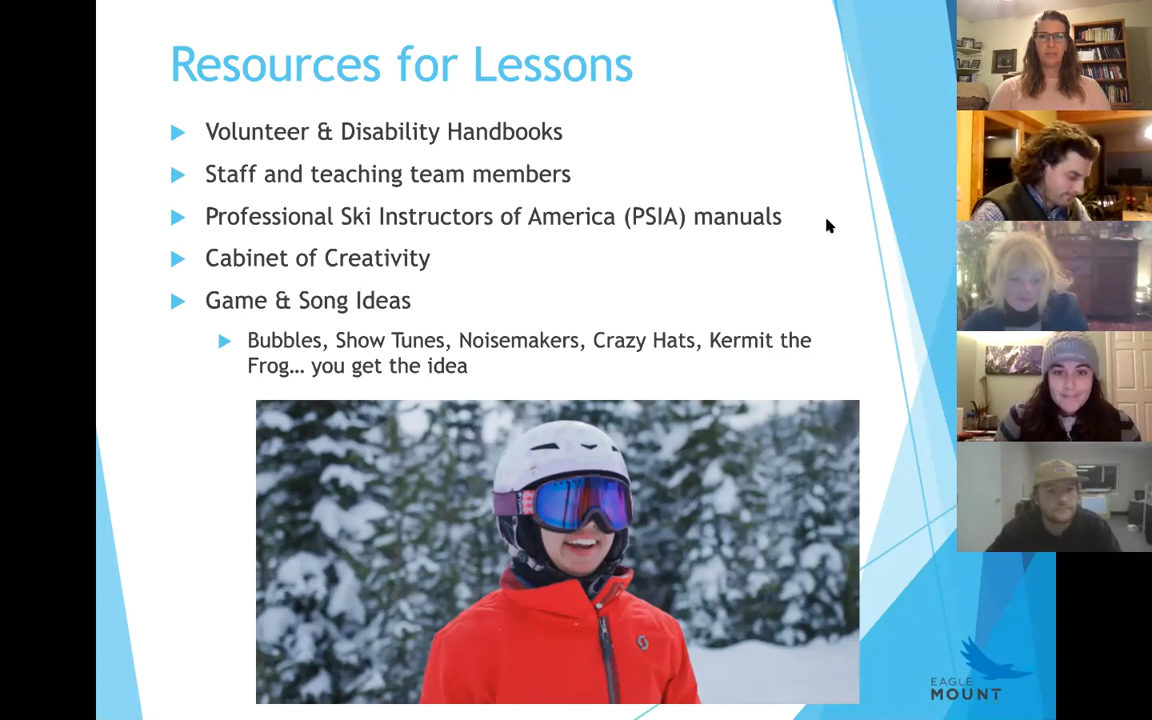 Resources for Lessons
Volunteer & Disability Handbooks
Staff and teaching team members
Professional Ski Instructors of America (PSIA) manuals
Cabinet of Creativity
Game & Song Ideas
Bubbles, Show Tunes, Noisemakers, Crazy Hats, Kermit the
Frog… you get the idea
EAGLE
MOUNT